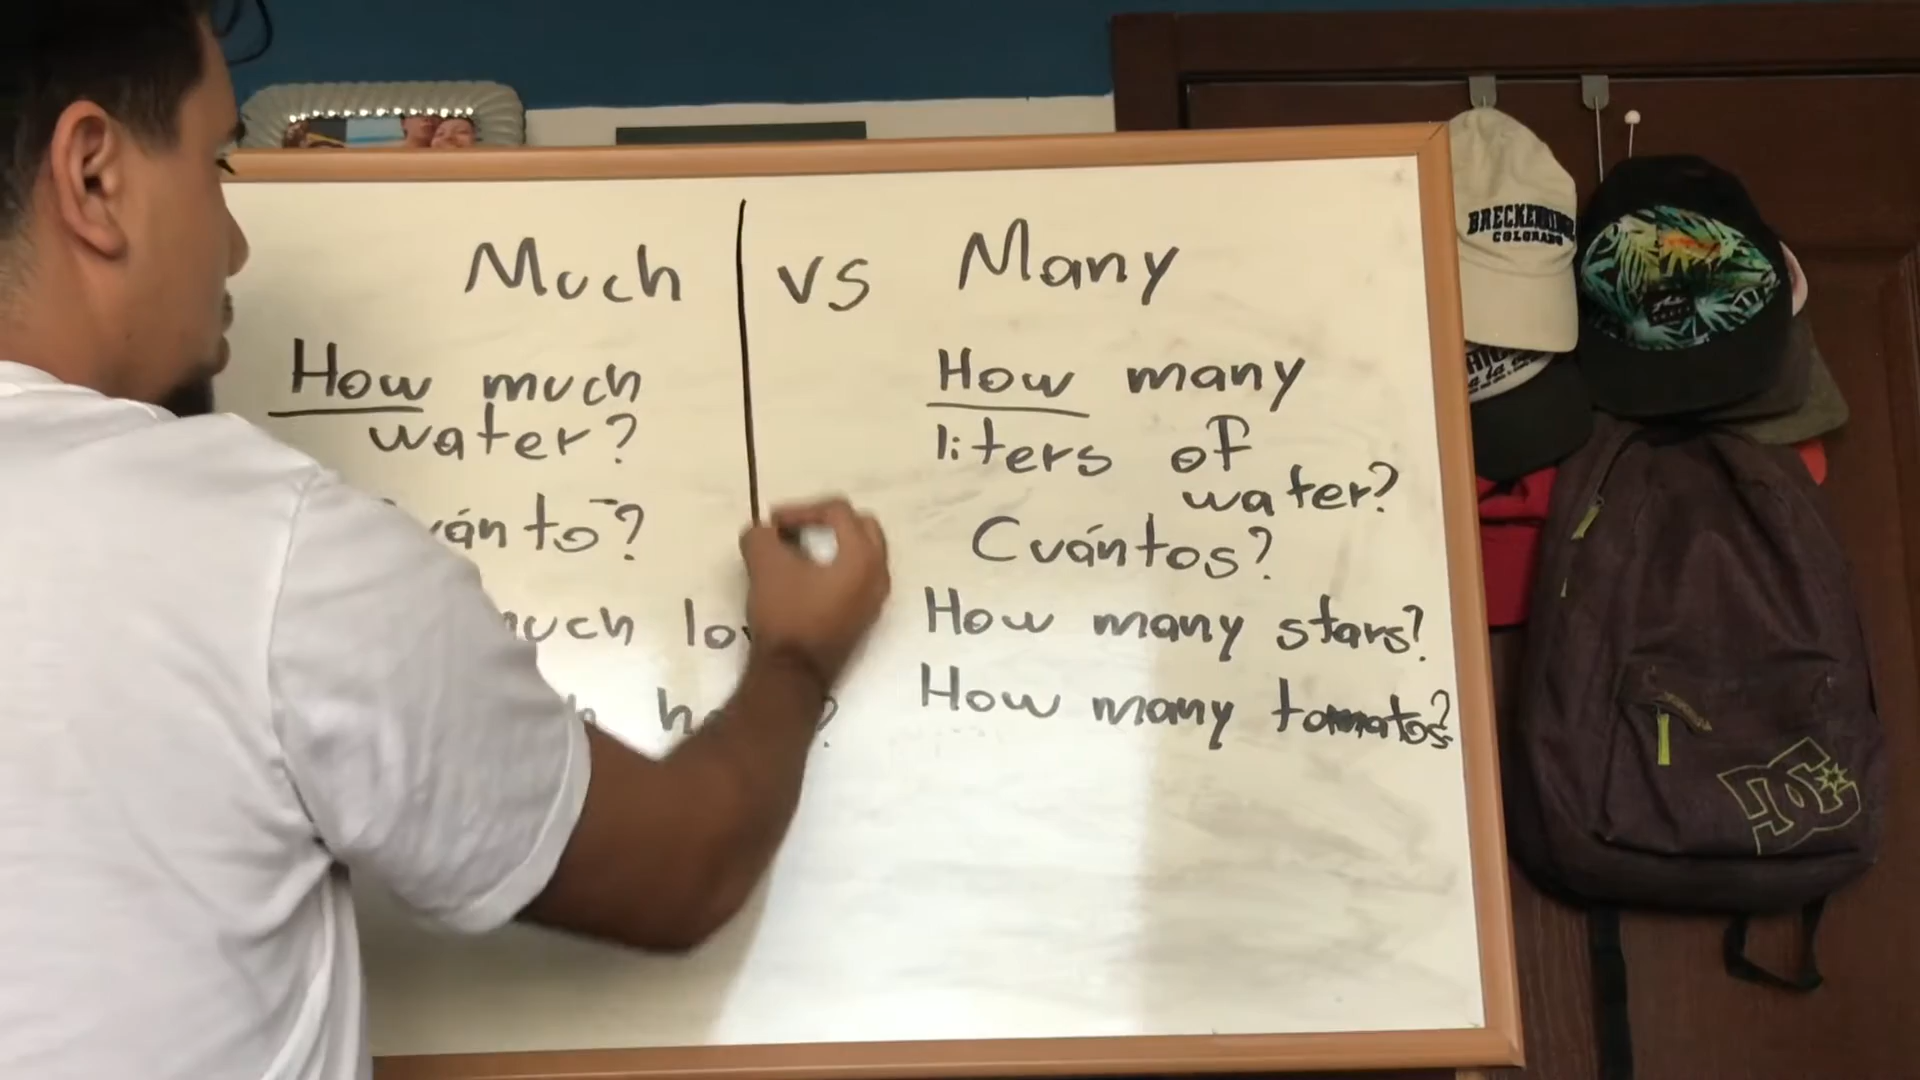 Much vs Many
How much
water?
How many
liters of
water?
Cuántos?
much
How many stars?
How many tomatos?
BRECKENRIDGE
COLORADO
DC